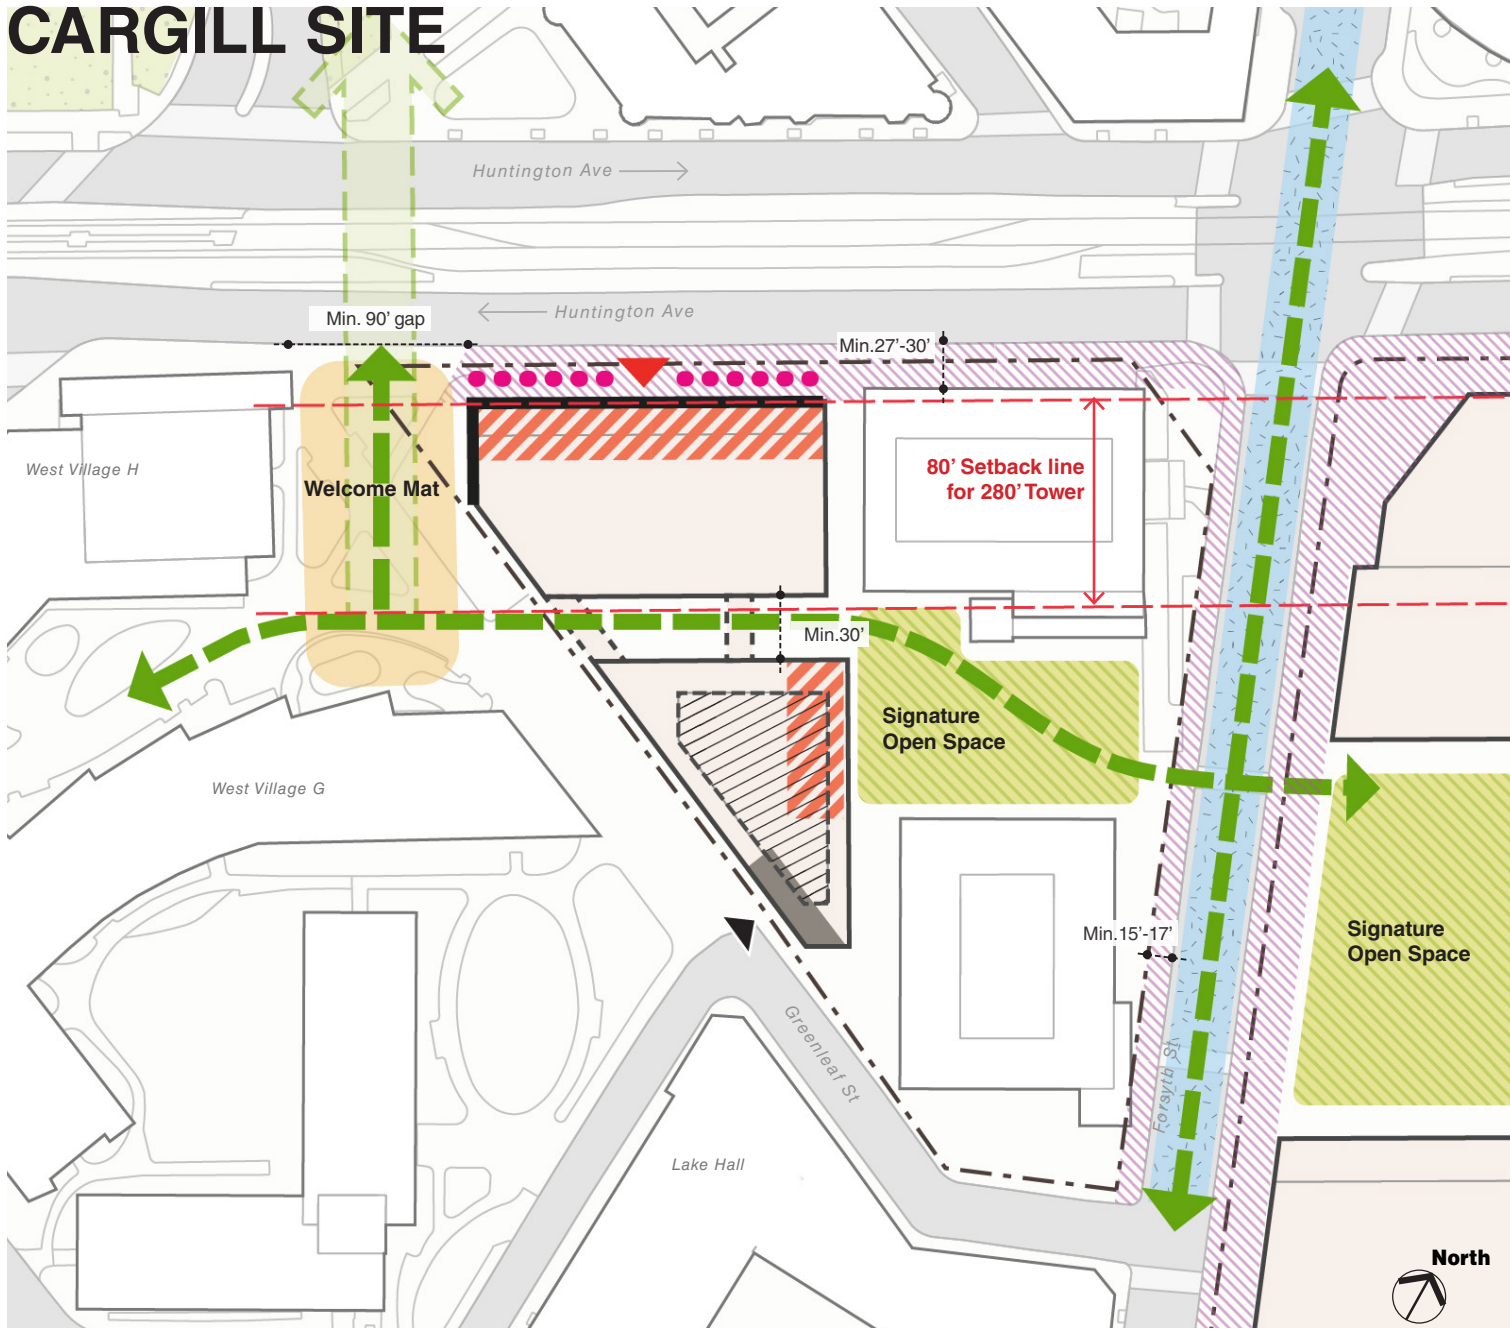 CARGILL SITE
Huntington Ave
Huntington Ave
Min. 90’ gap
Min.27’-30’
West Village H
Welcome Mat
80’ Setback line
for 280’ Tower
Min.30’
Signature
Open Space
West Village G
Signature
Open Space
Min.15’-17’
Greenleaf St
Forsyth St
Lake Hall
North